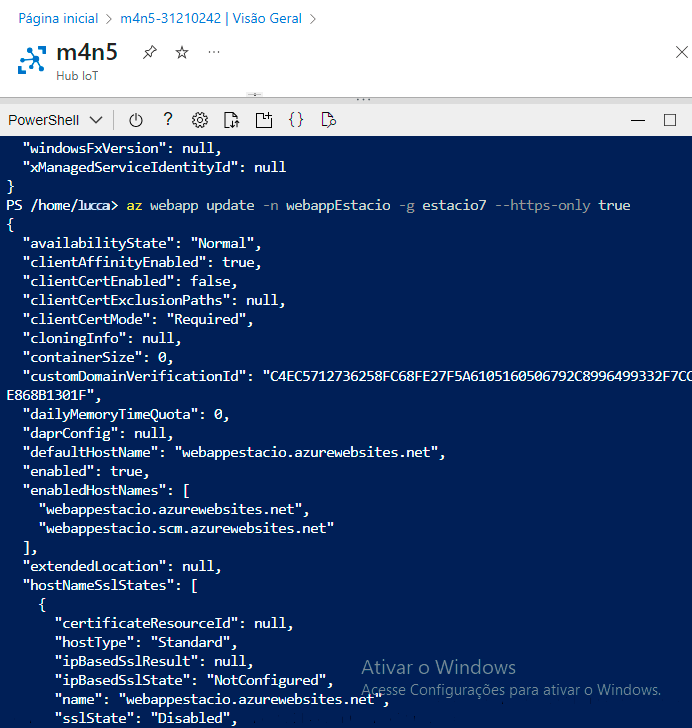 Página inicial > m4n5-31210242 | Visão Geral >
m4n5
Hub IoT
PowerShell
"windowsFxVersion": null,
"xManagedServiceIdentityId": null
}
PS /home/lucca> az webapp update -n webappEstacio -g estacio7 --https-only true
{
"availabilityState": "Normal",
"clientAffinityEnabled": true,
"clientCertEnabled": false,
"clientCertExclusionPaths": null,
"clientCertMode": "Required",
"cloningInfo": null,
"containerSize": 0,
"customDomainVerificationId": "C4EC5712736258FC68FE27F5A6105160506792C8996499332F7CC
E868B1301F",
"dailyMemoryTimeQuota": 0,
"daprConfig": null,
"defaultHostName": "webappestacio.azurewebsites.net",
"enabled": true,
"enabledHostNames": [
"webappestacio.azurewebsites.net",
"webappestacio.scm.azurewebsites.net"
],
"extendedLocation": null,
"hostNameSslStates": [
{
"certificateResourceId": null,
"hostType": "Standard",
"ipBasedSslResult": null,
"ipBasedSslState": "NotConfigured",
"name": "webappestacio.azurewebsites.net",
"sslState": "Disabled",
Ativar o Windows
Acesse Configurações para ativar o Windows.